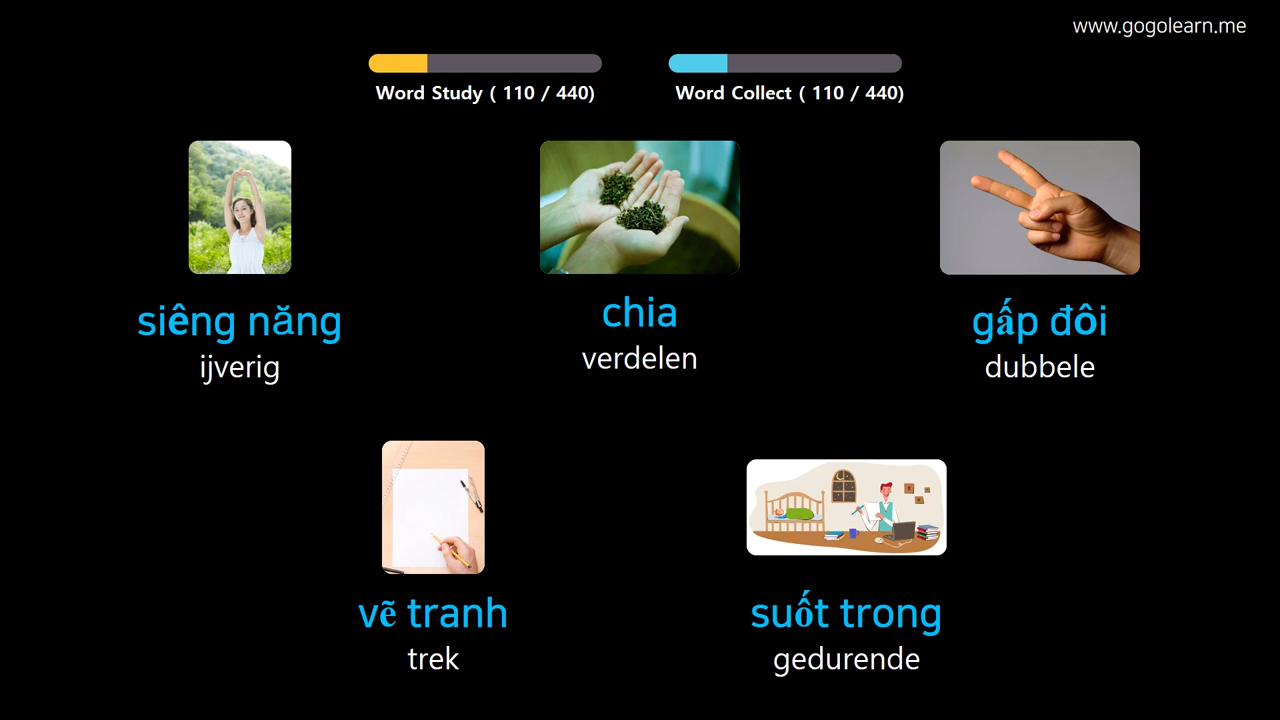 www.gogolearn.me
Word Study ( 110 / 440)
Word Collect ( 110 / 440)
siêng năng
ijverig
chia
verdelen
gấp đôi
dubbele
vẽ tranh
trek
suốt trong
gedurende